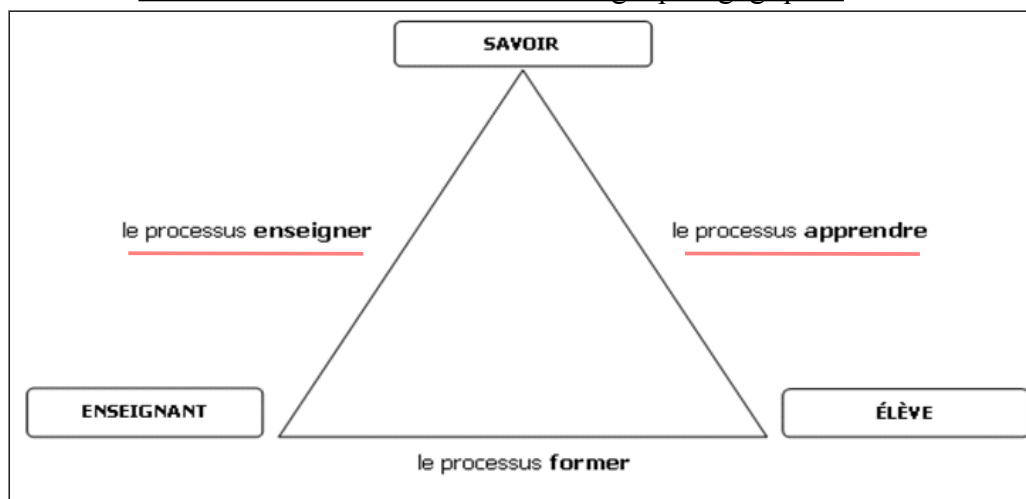 SAVOIR
le processus enseigner
le processus apprendre
ENSEIGNANT
ÉLÈVE
le processus former